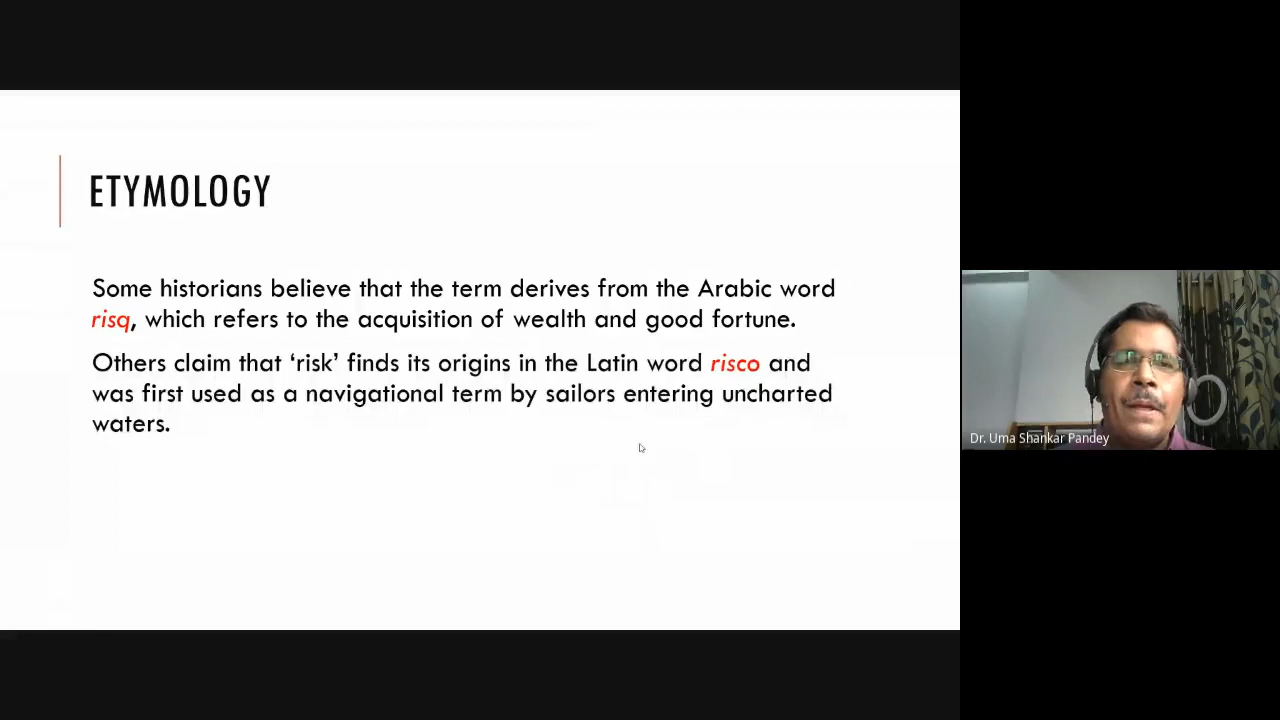 ETYMOLOGY
Some historians believe that the term derives from the Arabic word
risq, which refers to the acquisition of wealth and good fortune.
Others claim that ‘risk’ finds its origins in the Latin word risco and
was first used as a navigational term by sailors entering uncharted
waters.
Dr. Uma Shankar Pandey